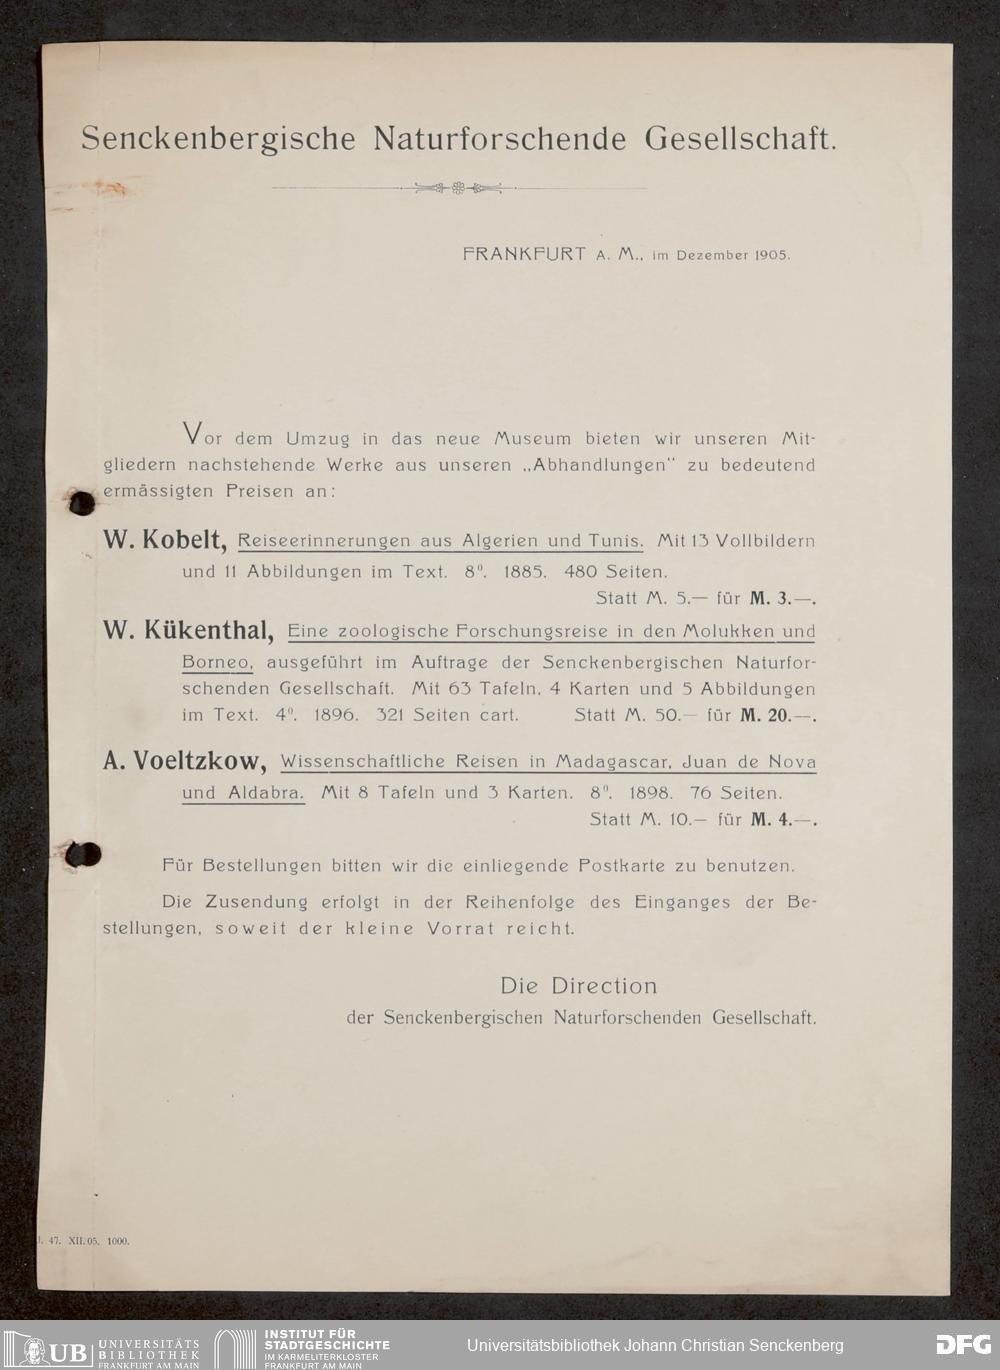 Senckenbergische Naturforschende Gesellschaft.
FRANKFURT A. M., im Dezember 1905.
Vor dem Umzug in das neue Museum bieten wir unseren Mit-
gliedern nachstehende Werke aus unseren „Abhandlungen“ zu bedeutend
ermässigten Preisen an:
W. Kobelt, Reiseerinnerungen aus Algerien und Tunis. Mit 13 Vollbildern
und 11 Abbildungen im Text. 8⁰. 1885. 480 Seiten.
Statt M. 5.— für M. 3.—.
W. Kükenthal, Eine zoologische Forschungsreise in den Molukken und
Borneo, ausgeführt im Auftrage der Senckenbergischen Naturfor-
schenden Gesellschaft. Mit 63 Tafeln, 4 Karten und 5 Abbildungen
im Text. 4⁰. 1896. 321 Seiten cart. Statt M. 50.— für M. 20.—.
A. Voeltzkow, Wissenschaftliche Reisen in Madagascar, Juan de Nova
und Aldabra. Mit 8 Tafeln und 3 Karten. 8⁰. 1898. 76 Seiten.
Statt M. 10.— für M. 4.—.
Für Bestellungen bitten wir die einliegende Postkarte zu benutzen.
Die Zusendung erfolgt in der Reihenfolge des Einganges der Be-
stellungen, soweit der kleine Vorrat reicht.
Die Direction
der Senckenbergischen Naturforschenden Gesellschaft.
J. 47. XII. 05. 1000.
UB UNIVERSITÄTS
BIBLIOTHEK
FRANKFURT AM MAIN
INSTITUT FÜR
STADTGESCHICHTE
IM KARMELITERKLOSTER
FRANKFURT AM MAIN
Universitätsbibliothek Johann Christian Senckenberg
DFG